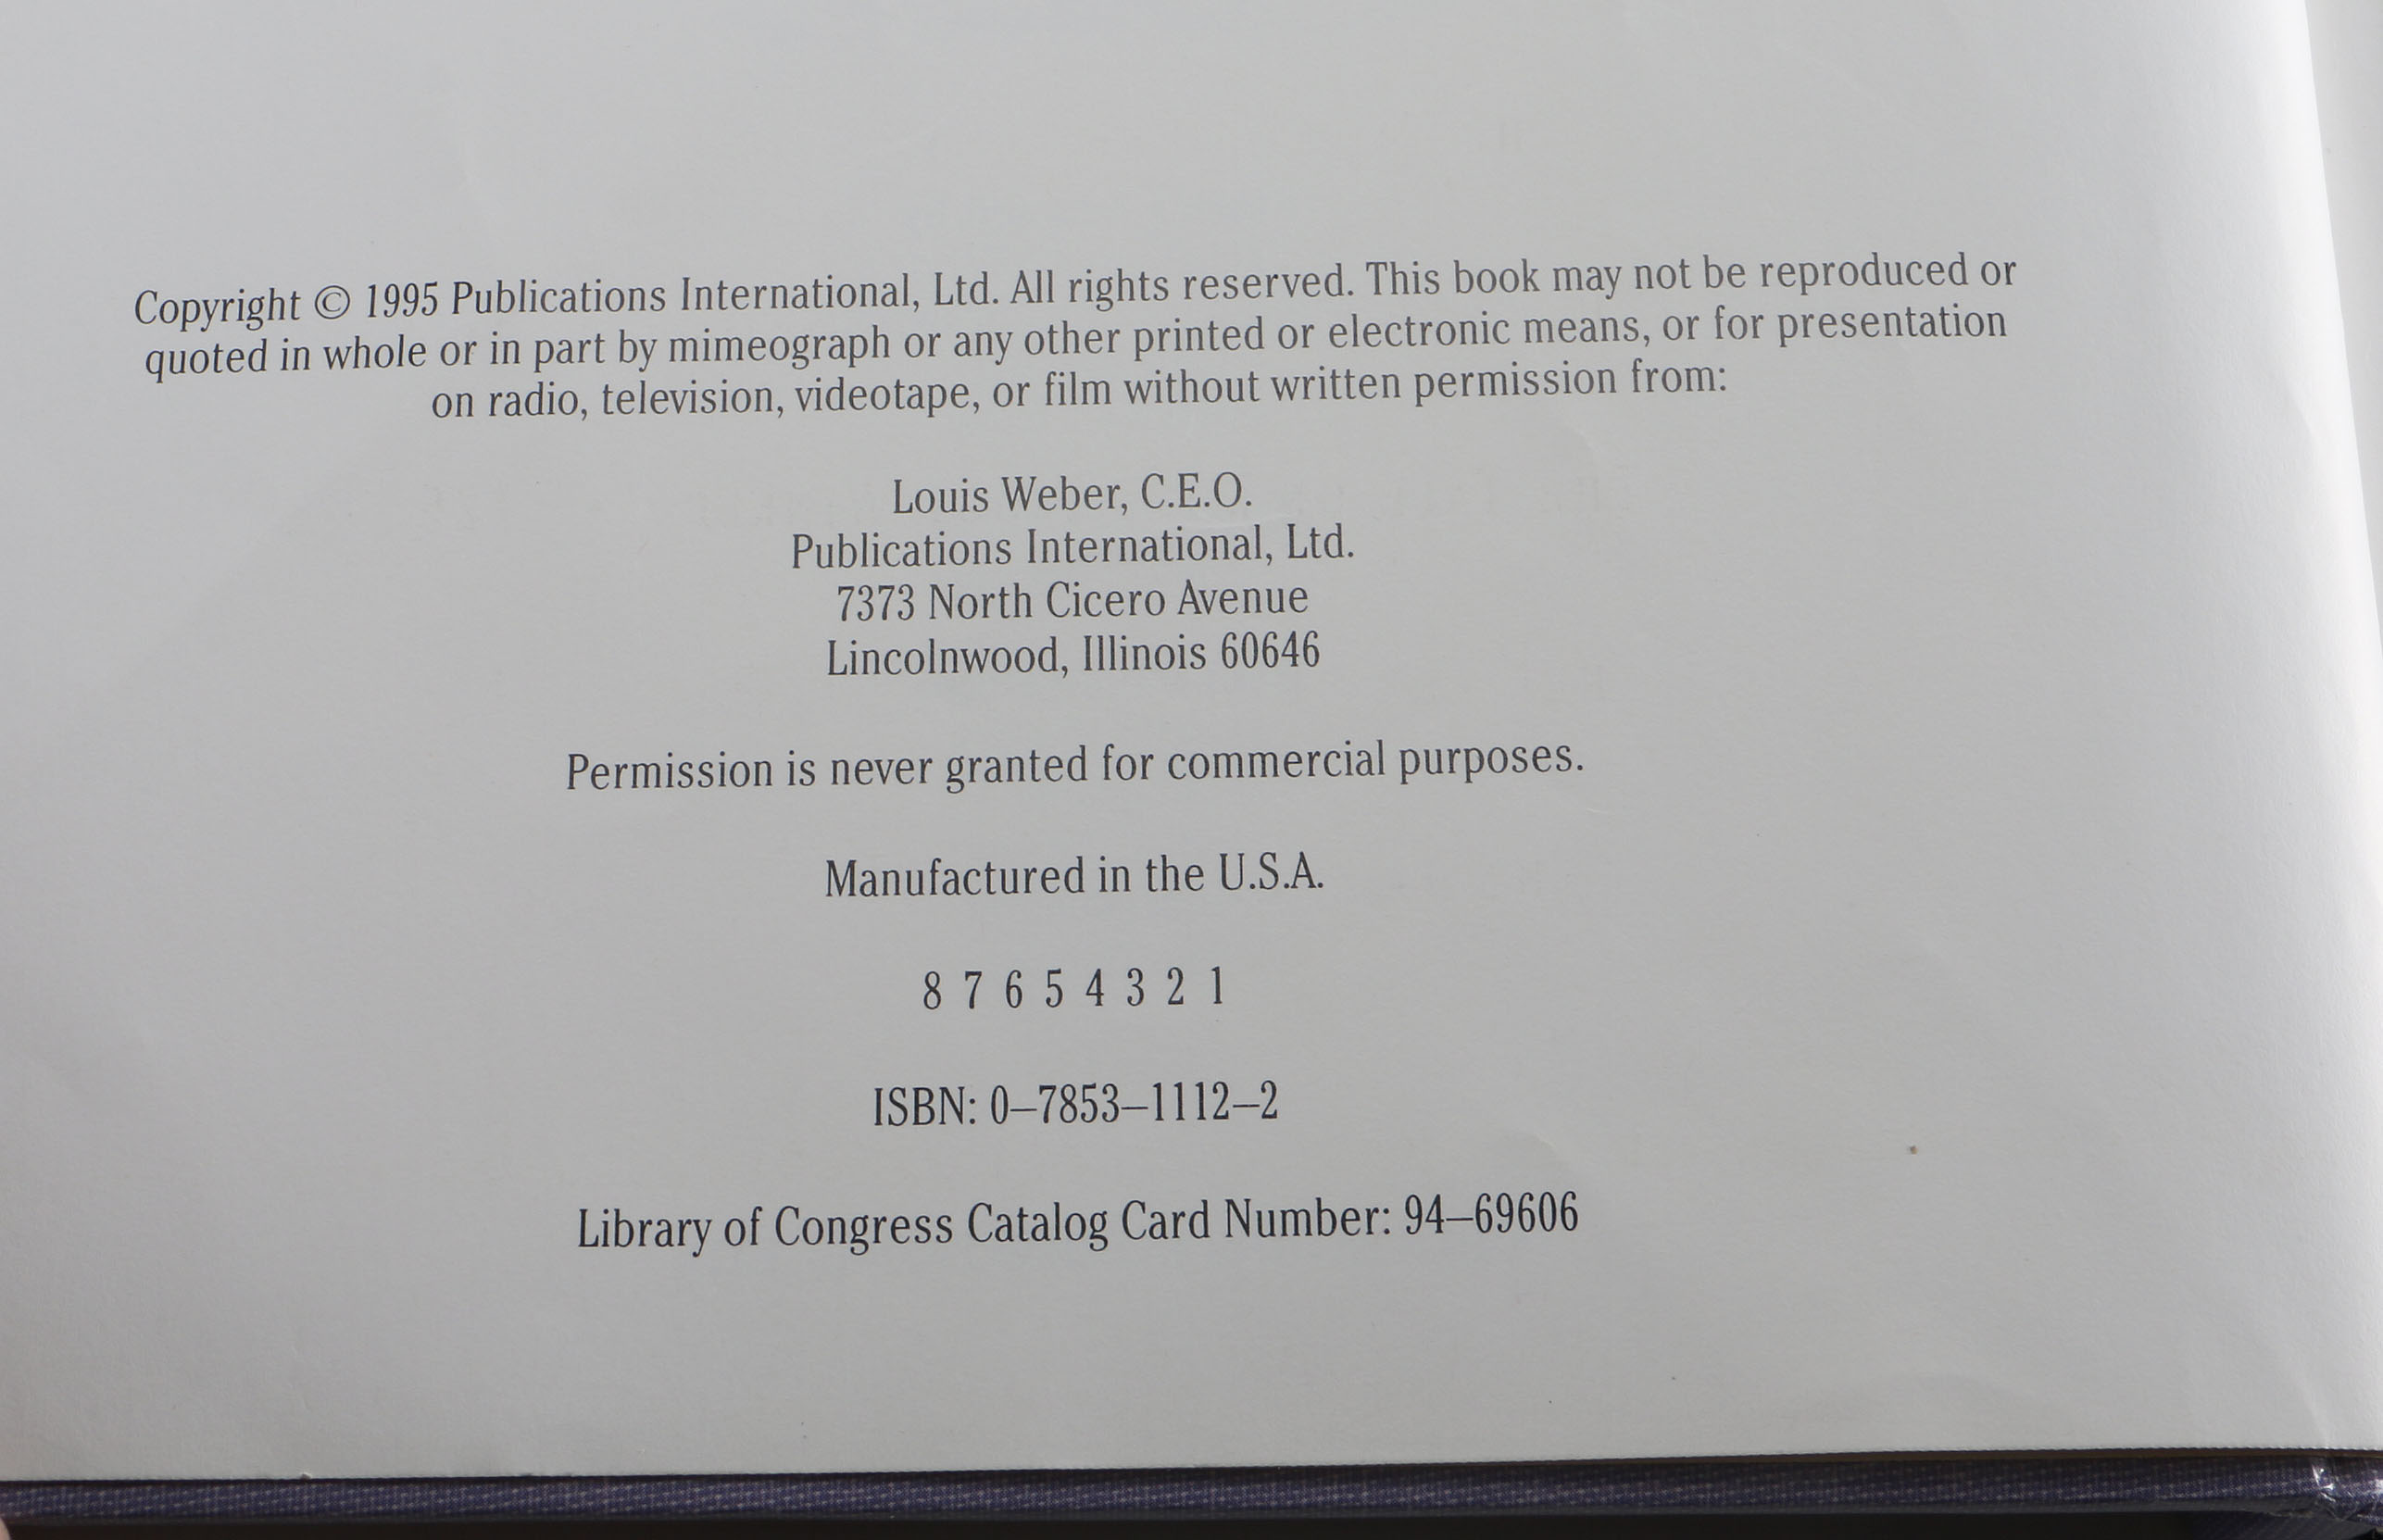 Copyright © 1995 Publications International, Ltd. All rights reserved. This book may not be reproduced or
quoted in whole or in part by mimeograph or any other printed or electronic means, or for presentation
on radio, television, videotape, or film without written permission from:
Louis Weber, C.E.O.
Publications International, Ltd.
7373 North Cicero Avenue
Lincolnwood, Illinois 60646
Permission is never granted for commercial purposes.
Manufactured in the U.S.A.
8 7 6 5 4 3 2 1
ISBN: 0–7853–1112–2
Library of Congress Catalog Card Number: 94–69606